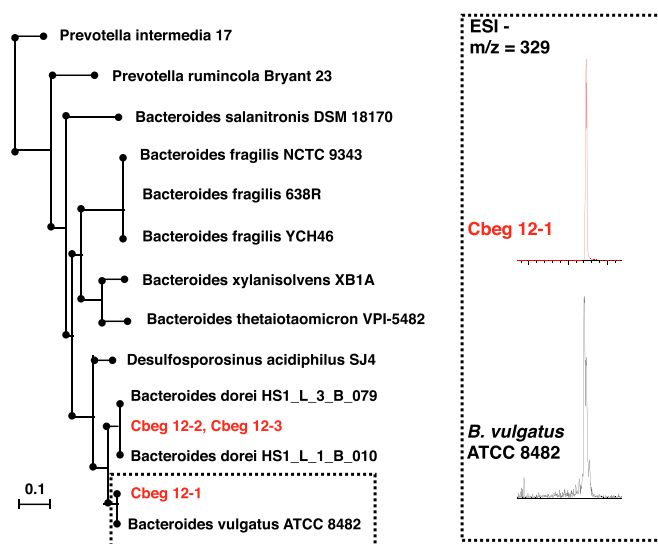 Prevotella intermedia 17
Prevotella rumincola Bryant 23
Bacteroides salanitronis DSM 18170
Bacteroides fragilis NCTC 9343
Bacteroides fragilis 638R
Bacteroides fragilis YCH46
Bacteroides xylanisolvens XB1A
Bacteroides thetaiotaomicron VPI-5482
Desulfosporosinus acidiphilus SJ4
Bacteroides dorei HS1_L_3_B_079
Cbeg 12-2, Cbeg 12-3
Bacteroides dorei HS1_L_1_B_010
Cbeg 12-1
Bacteroides vulgatus ATCC 8482
0.1
ESI -
m/z = 329
Cbeg 12-1
B. vulgatus
ATCC 8482